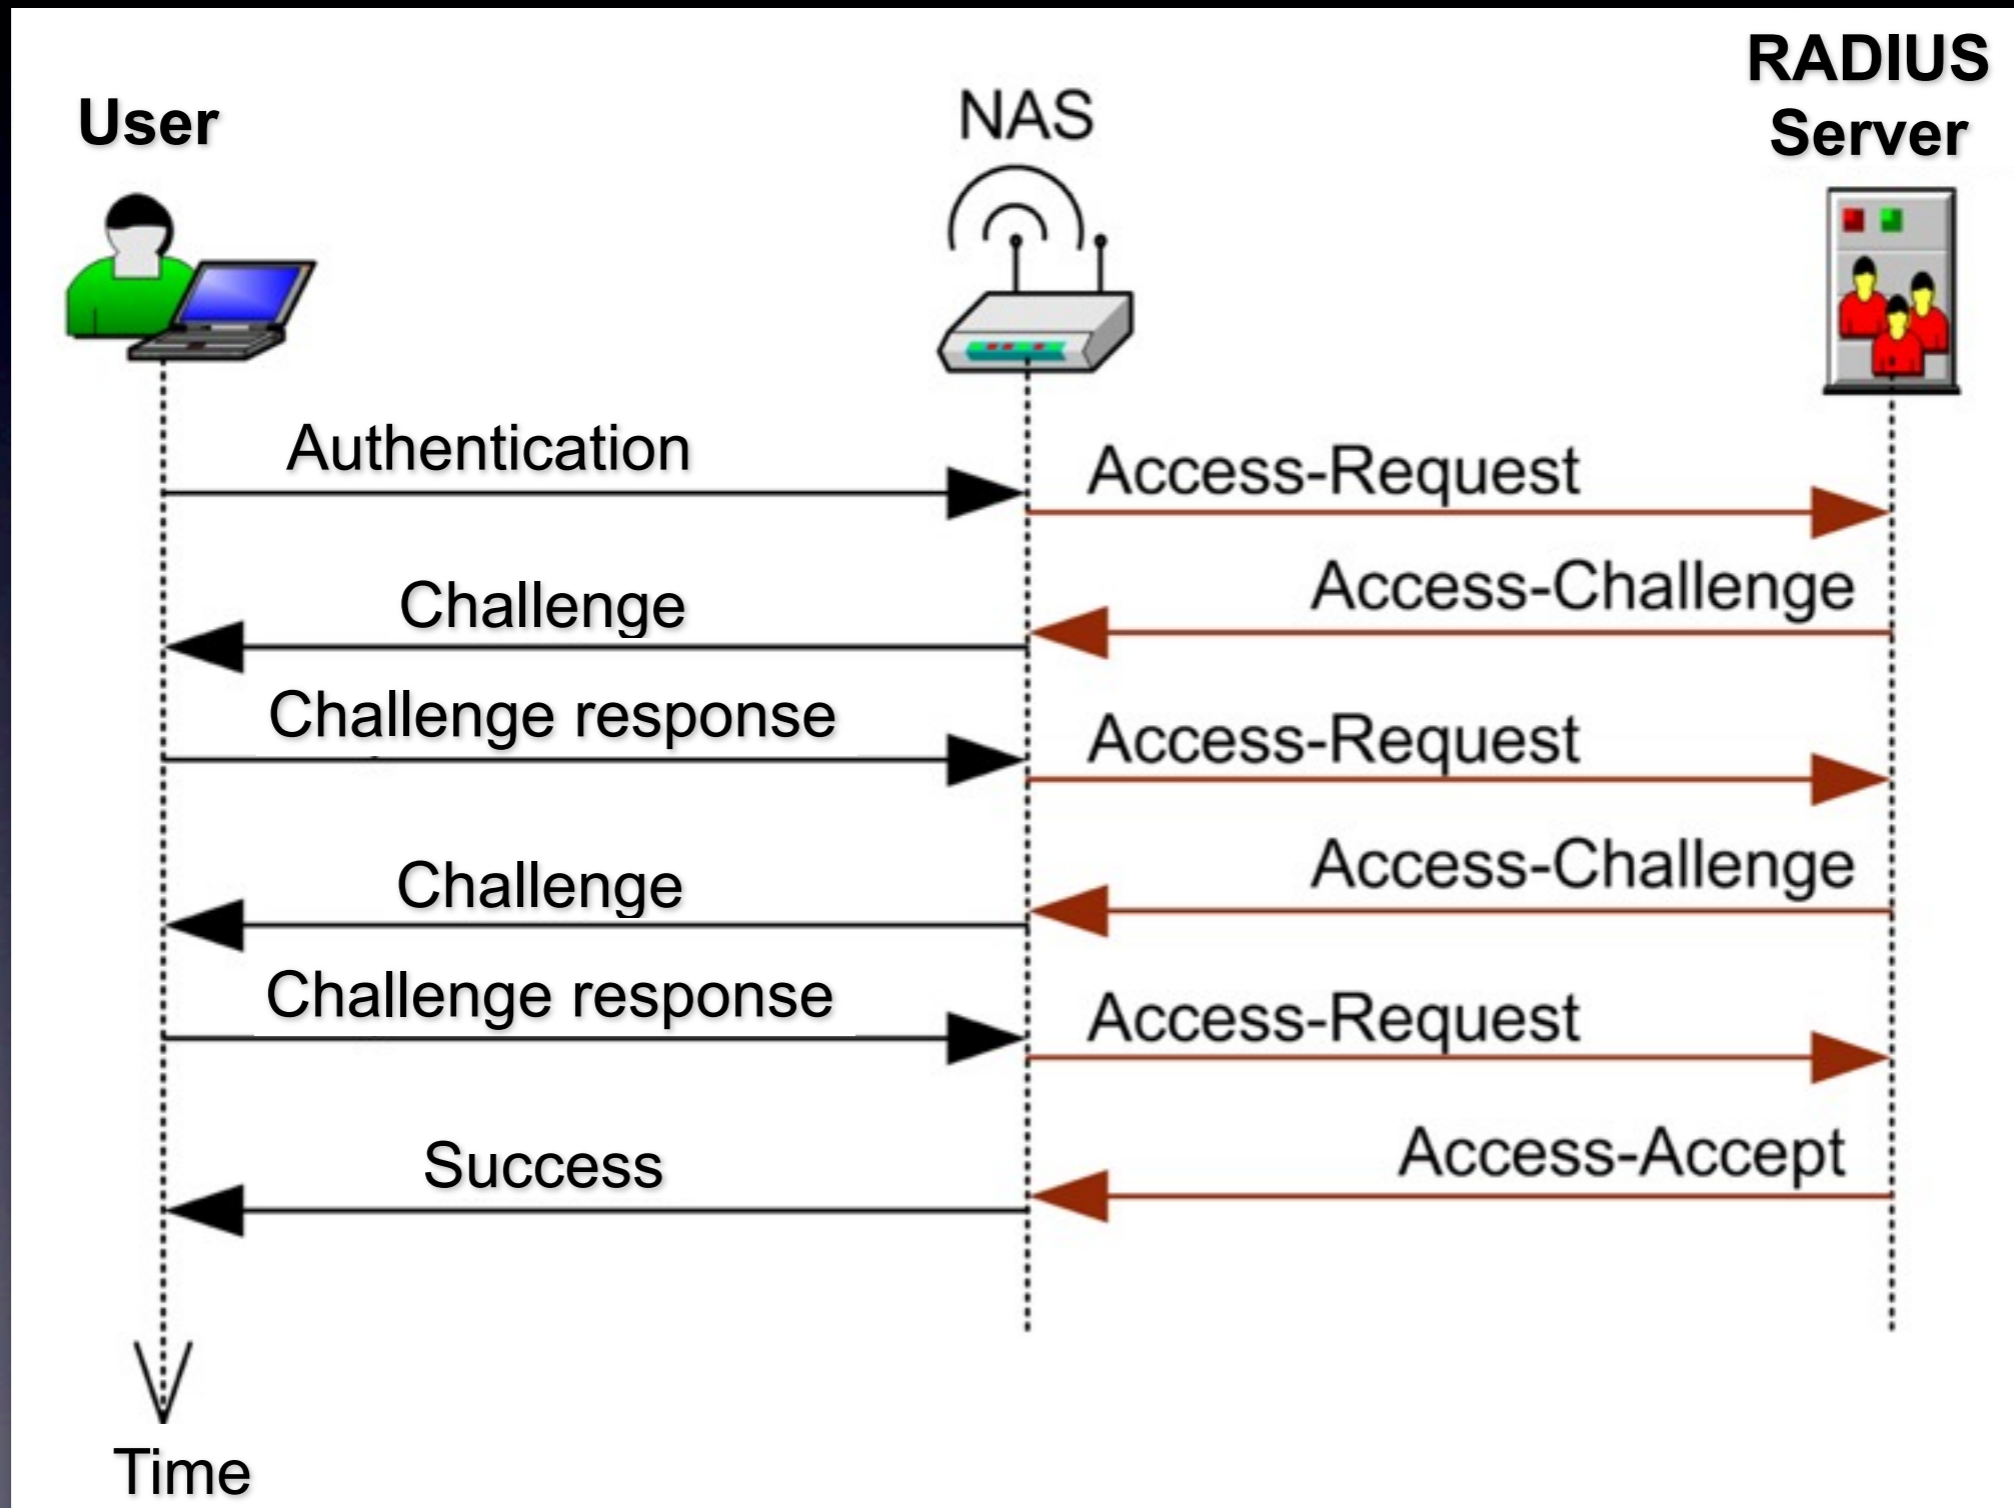 User
NAS
RADIUS
Server
Authentication
Access-Request
Access-Challenge
Challenge
Challenge response
Access-Request
Access-Challenge
Challenge
Challenge response
Access-Request
Access-Accept
Success
Time